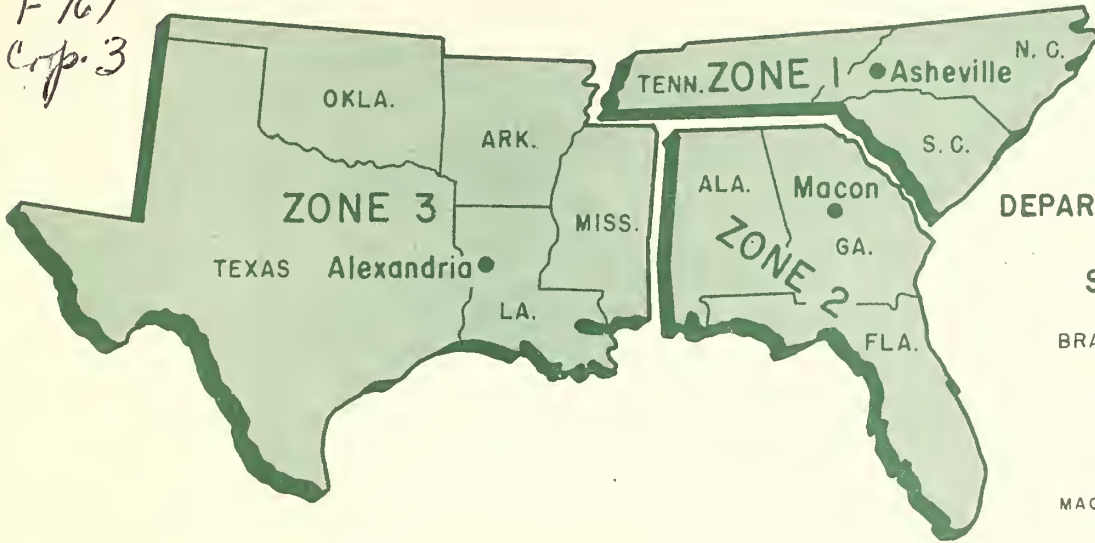 F 767
Cop. 3
OKLA.
ARK.
ZONE 3
MISS.
TEXAS Alexandria
LA.
TENN. ZONE 1
Asheville
N. C.
S. C.
ALA.
Macon
ZONE 2
GA.
FLA.
DEPAR
S
BRA
MAC